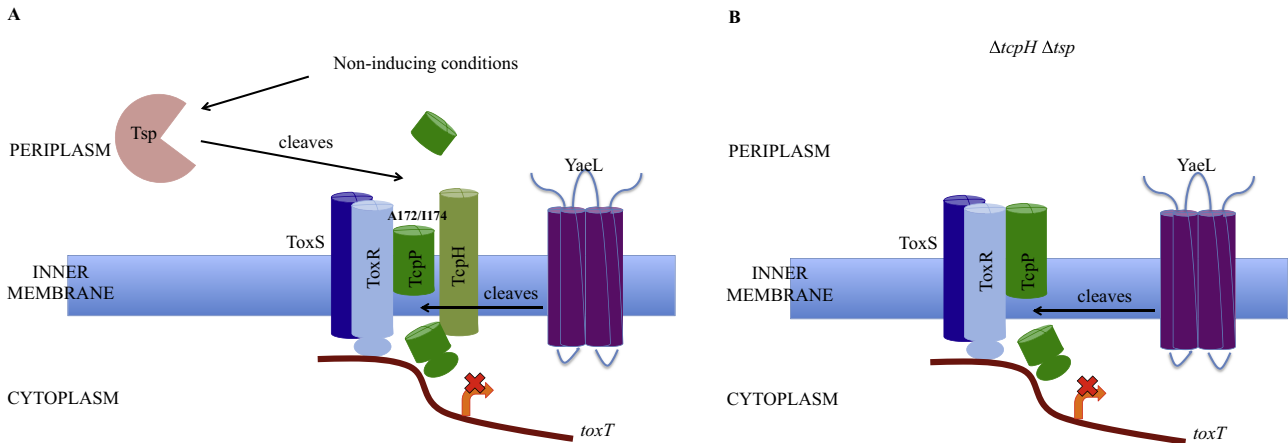 A
Non-inducing conditions
Tsp
cleaves
PERIPLASM
YaeL
A172/I174
ToxS
ToxR
TcpP
TcpH
INNER
MEMBRANE
cleaves
CYTOPLASM
toxT
B
ΔtcpH Δtsp
PERIPLASM
YaeL
ToxS
ToxR
TcpP
INNER
MEMBRANE
cleaves
CYTOPLASM
toxT